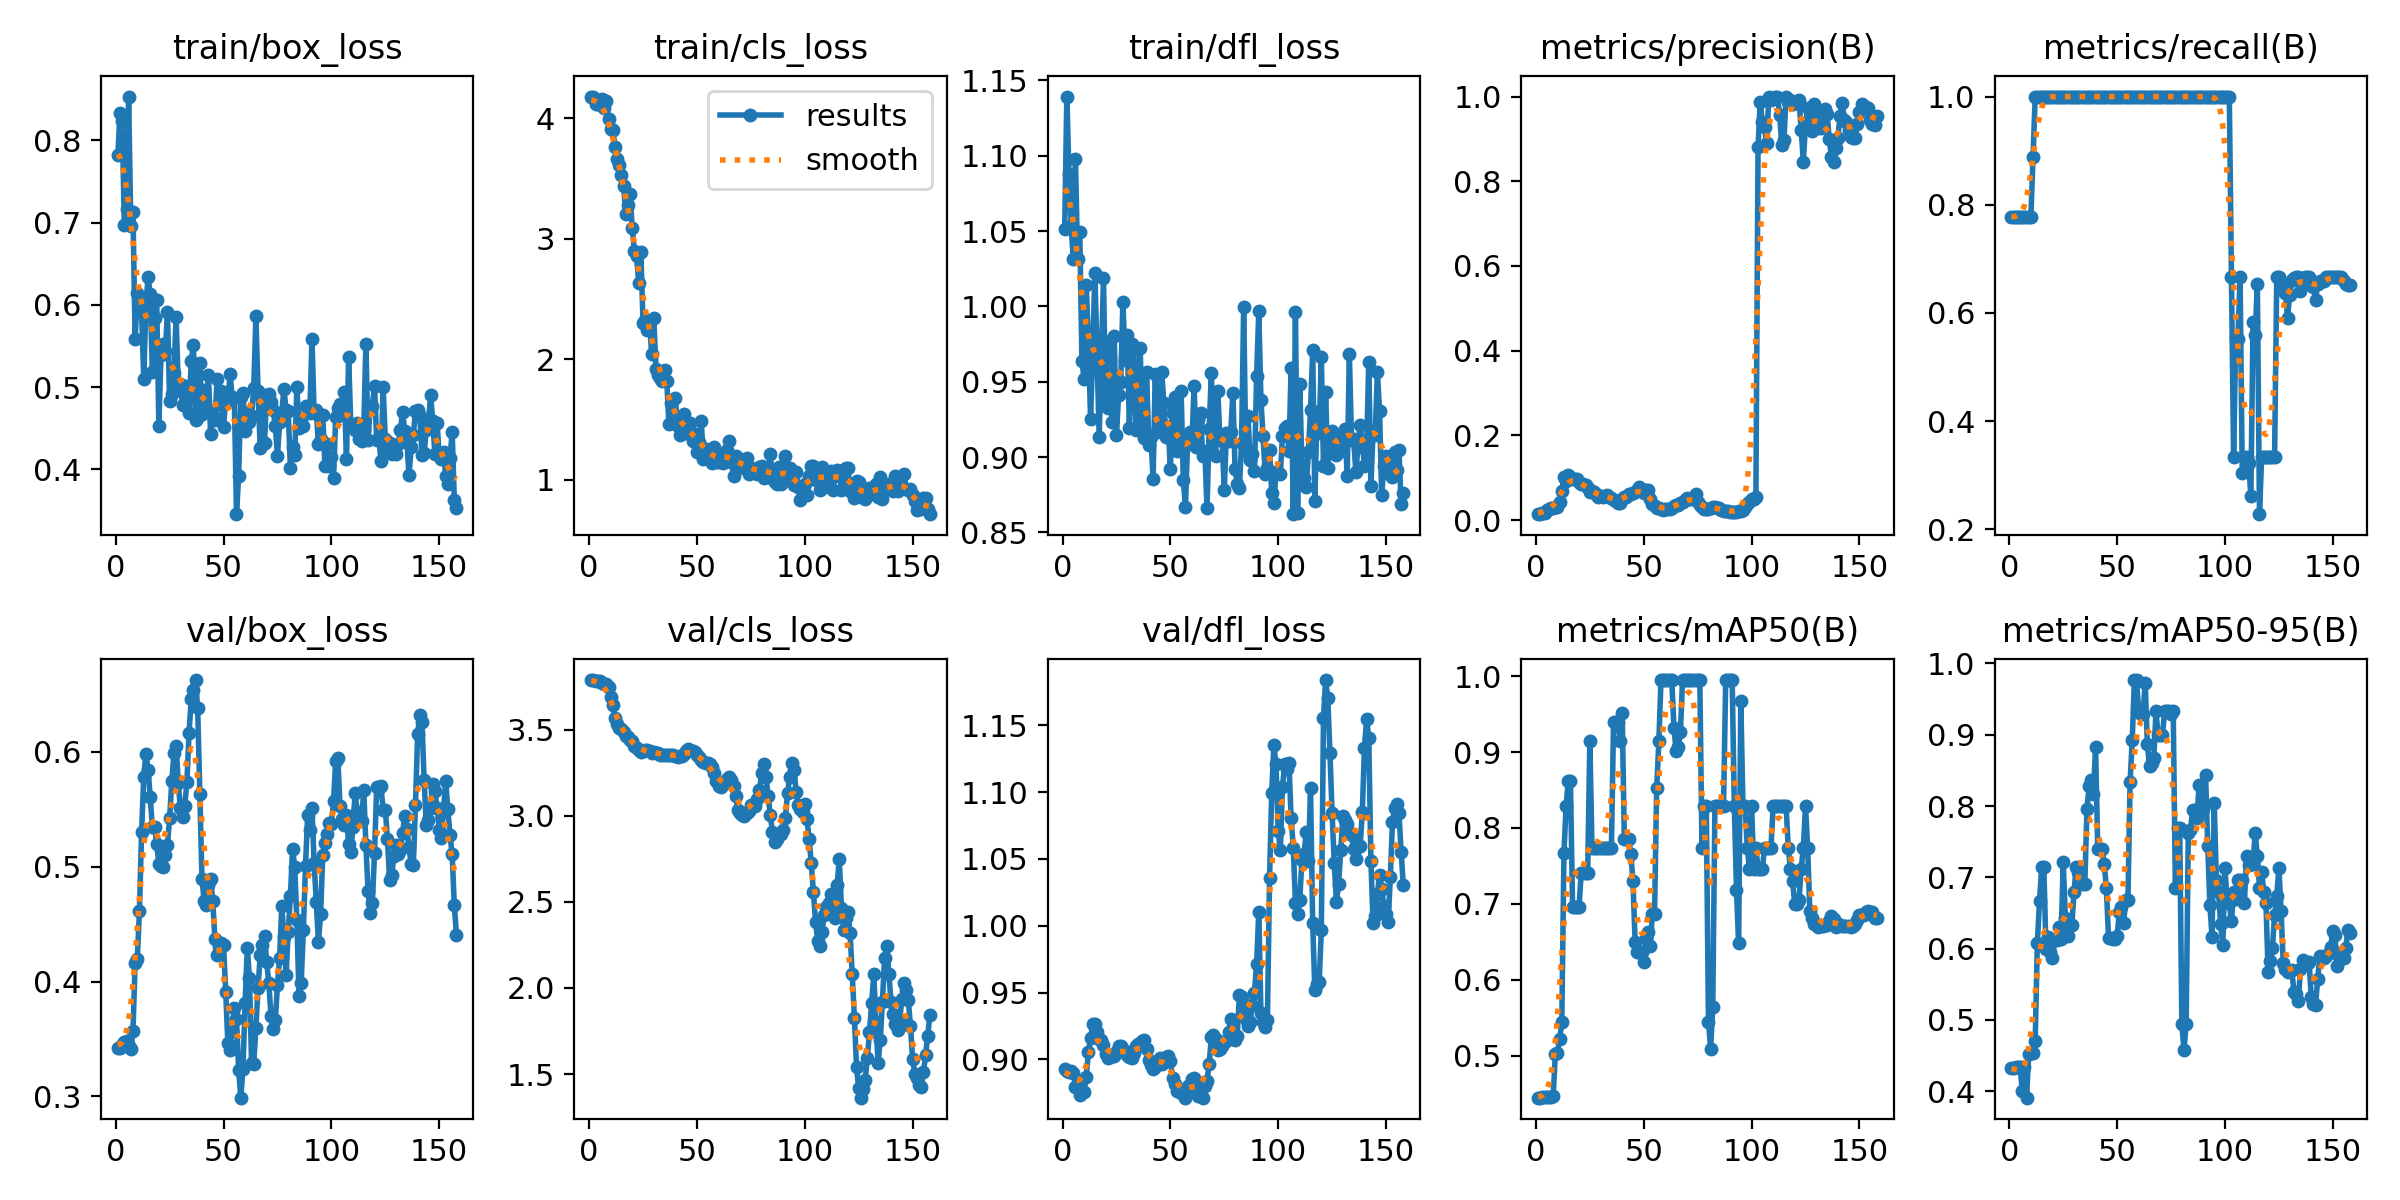 train/box_loss
0.8
0.7
0.6
0.5
0.4
0 50 100 150
train/cls_loss
results
smooth
4
3
2
1
0 50 100 150
train/dfl_loss
1.15
1.10
1.05
1.00
0.95
0.90
0.85
0 50 100 150
metrics/precision(B)
1.0
0.8
0.6
0.4
0.2
0.0
0 50 100 150
metrics/recall(B)
1.0
0.8
0.6
0.4
0.2
0 50 100 150
val/box_loss
0.6
0.5
0.4
0.3
0 50 100 150
val/cls_loss
3.5
3.0
2.5
2.0
1.5
0 50 100 150
val/dfl_loss
1.15
1.10
1.05
1.00
0.95
0.90
0 50 100 150
metrics/mAP50(B)
1.0
0.9
0.8
0.7
0.6
0.5
0 50 100 150
metrics/mAP50-95(B)
1.0
0.9
0.8
0.7
0.6
0.5
0.4
0 50 100 150